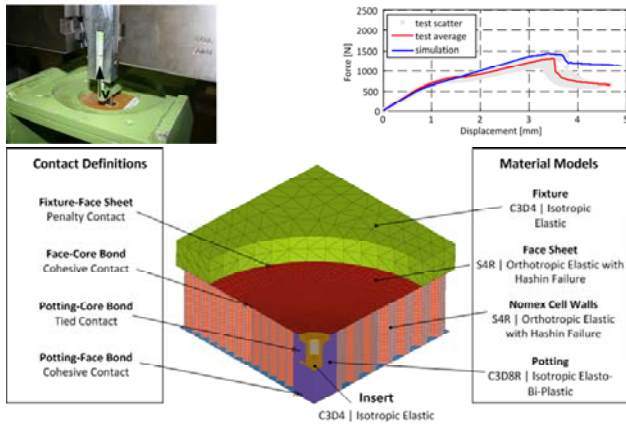 test scatter
test average
simulation
Force [N]
2500
2000
1500
1000
500
0
0 1 2 3 4 5
Displacement [mm]
Contact Definitions
Fixture-Face Sheet
Penalty Contact
Face-Core Bond
Cohesive Contact
Potting-Core Bond
Tied Contact
Potting-Face Bond
Cohesive Contact
Insert
C3D4 | Isotropic Elastic
Material Models
Fixture
C3D4 | Isotropic
Elastic
Face Sheet
S4R | Orthotropic Elastic with
Hashin Failure
Nomex Cell Walls
S4R | Orthotropic Elastic
with Hashin Failure
Potting
C3D8R | Isotropic Elasto-
Bi-Plastic